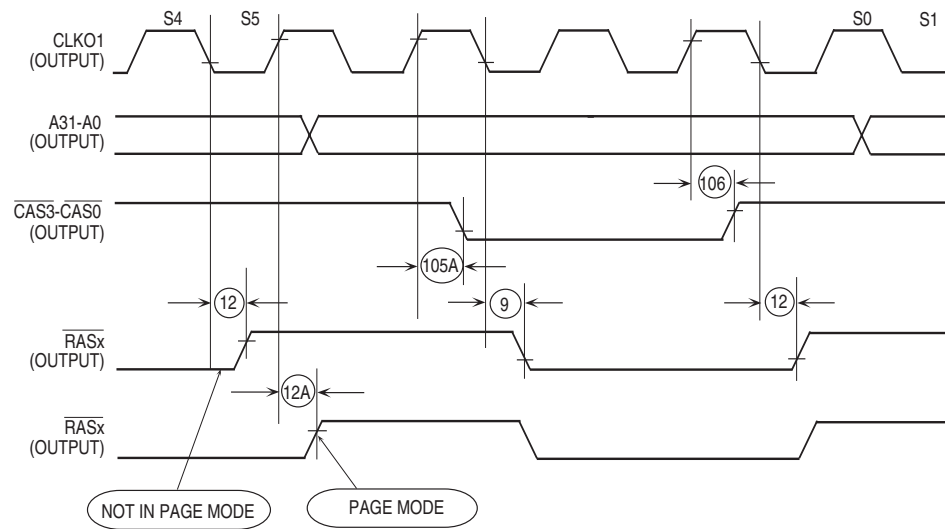 S4 S5 S0 S1
CLKO1
(OUTPUT)
A31-A0
(OUTPUT)
106
CAS3-CAS0
(OUTPUT)
105A
12 9 12
RASx
(OUTPUT)
12A
RASx
(OUTPUT)
NOT IN PAGE MODE PAGE MODE